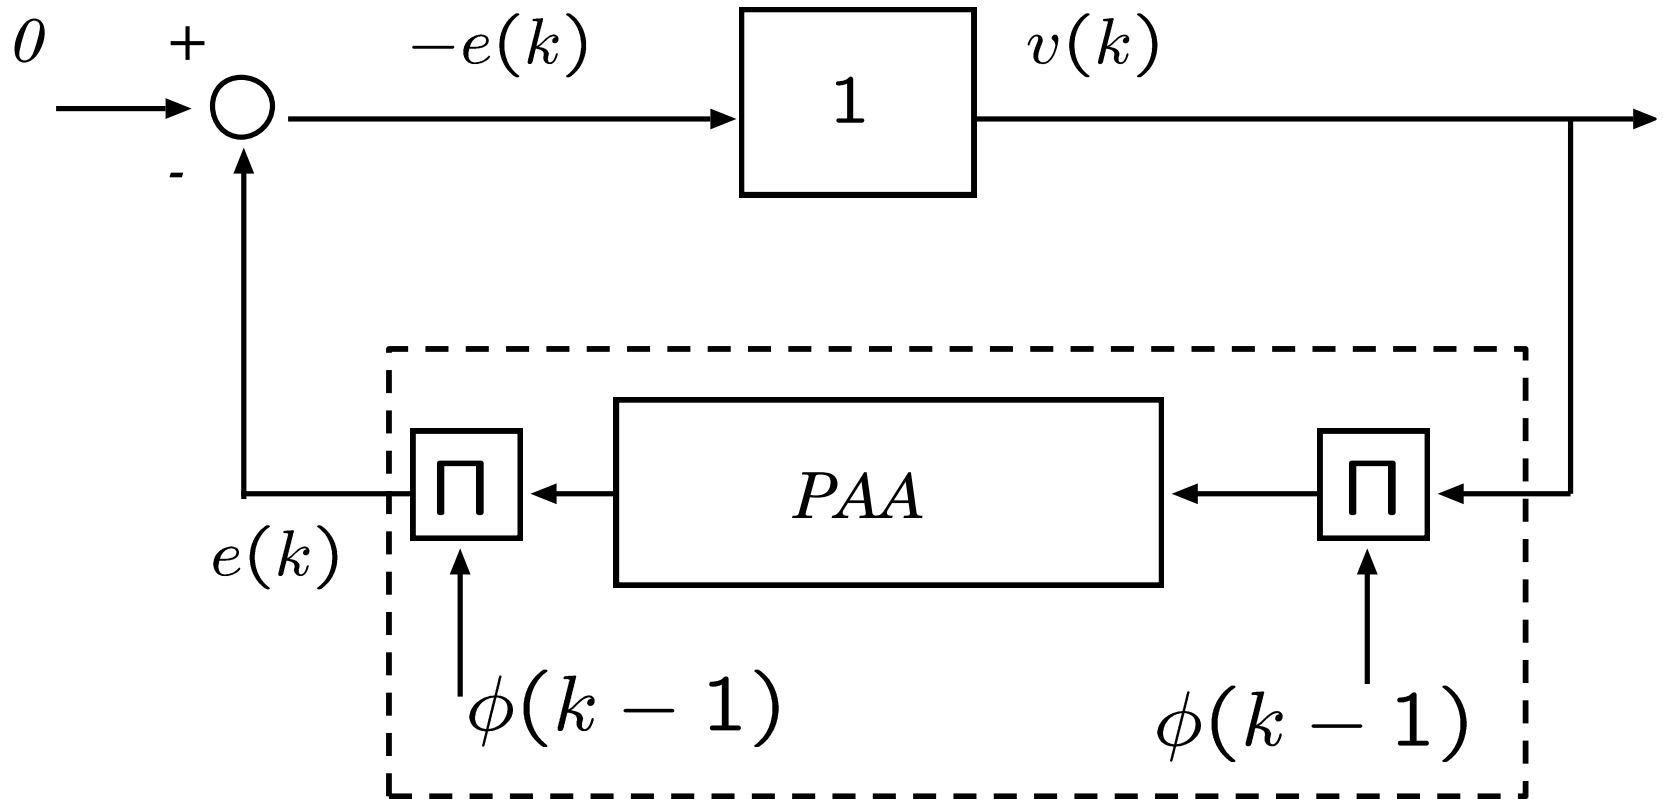 0 + −e(k) v(k)
1
-
Π PAA Π
e(k)
ϕ(k − 1) ϕ(k − 1)